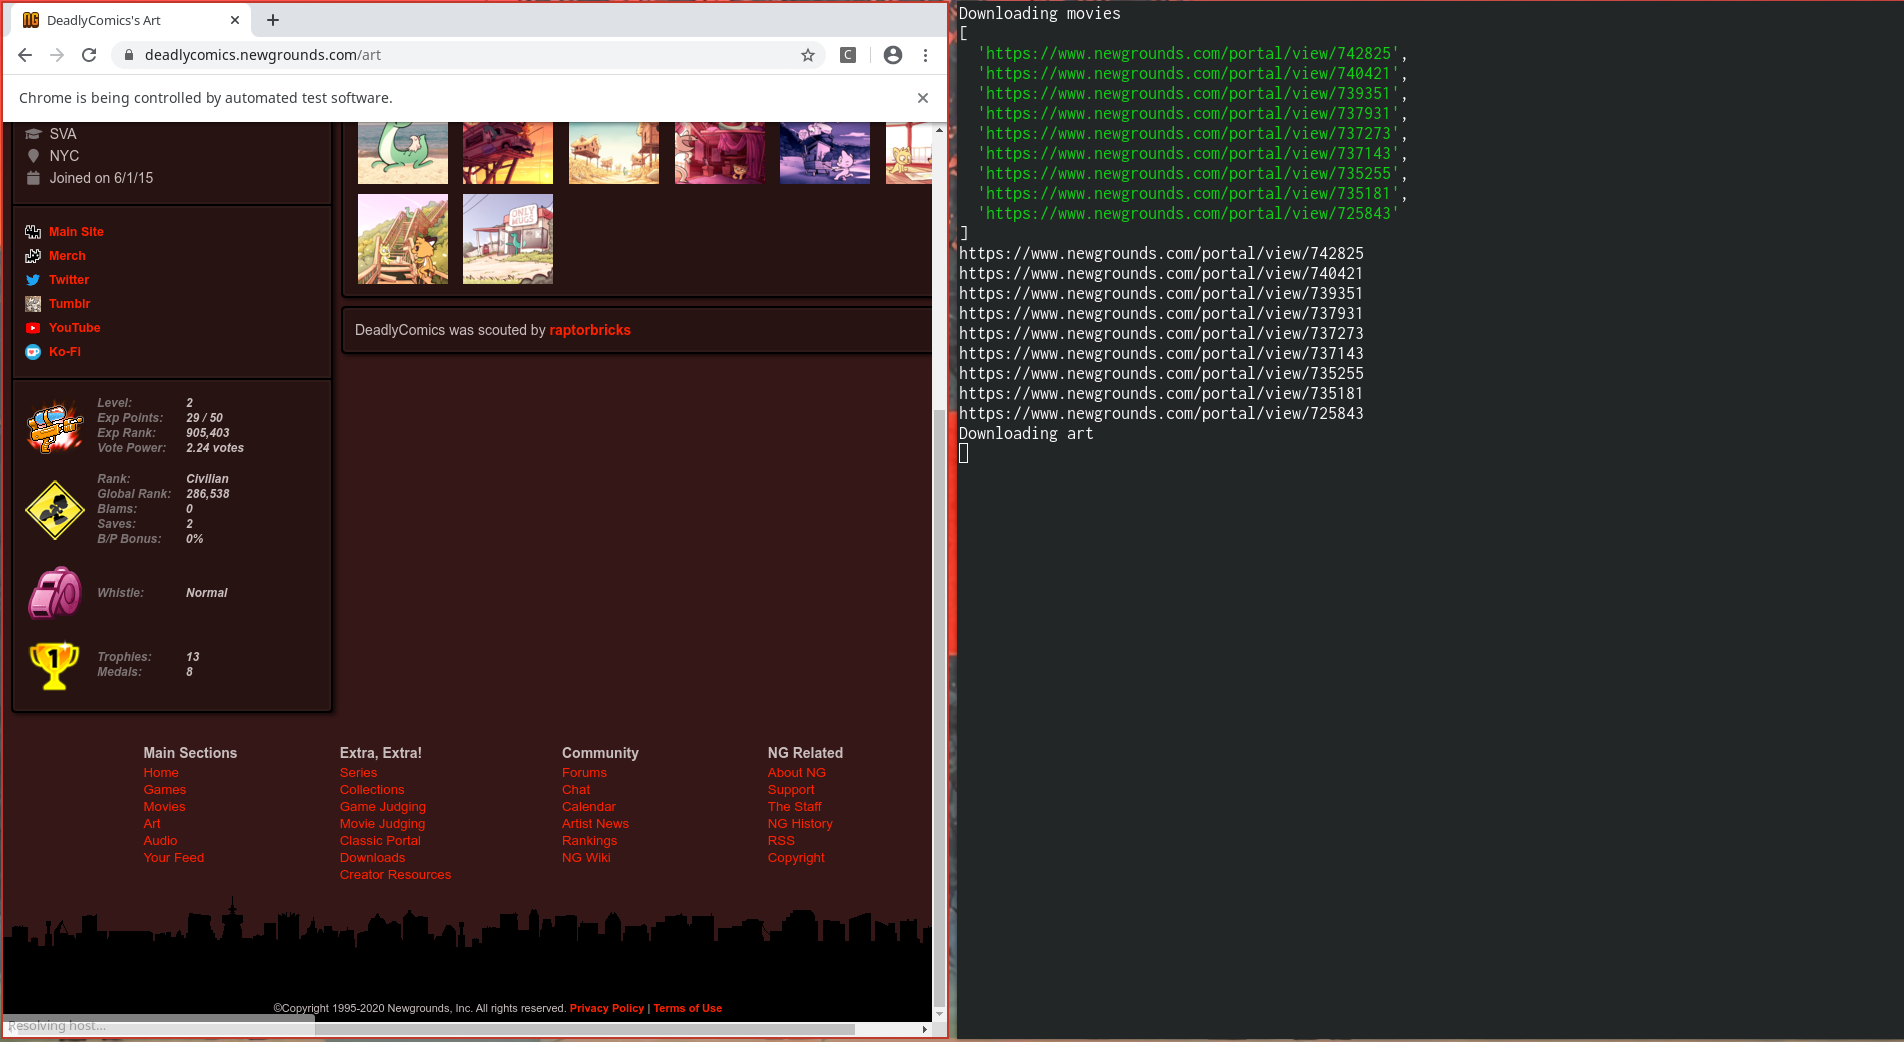 DeadlyComics's Art
deadlycomics.newgrounds.com/art
Chrome is being controlled by automated test software.
SVA
NYC
Joined on 6/1/15
Main Site
Merch
Twitter
Tumblr
YouTube
Ko-Fi
Level: 2
Exp Points: 29 / 50
Exp Rank: 905,403
Vote Power: 2.24 votes
Rank: Civilian
Global Rank: 286,538
Blams: 0
Saves: 2
B/P Bonus: 0%
Whistle: Normal
1
Trophies: 13
Medals: 8
ONLY
MUGS
DeadlyComics was scouted by raptorbricks
Main Sections
Home
Games
Movies
Art
Audio
Your Feed
Extra, Extra!
Series
Collections
Game Judging
Movie Judging
Classic Portal
Downloads
Creator Resources
Community
Forums
Chat
Calendar
Artist News
Rankings
NG Wiki
NG Related
About NG
Support
The Staff
NG History
RSS
Copyright
©Copyright 1995-2020 Newgrounds, Inc. All rights reserved. Privacy Policy | Terms of Use
Resolving host...
Downloading movies
[
'https://www.newgrounds.com/portal/view/742825',
'https://www.newgrounds.com/portal/view/740421',
'https://www.newgrounds.com/portal/view/739351',
'https://www.newgrounds.com/portal/view/737931',
'https://www.newgrounds.com/portal/view/737273',
'https://www.newgrounds.com/portal/view/737143',
'https://www.newgrounds.com/portal/view/735255',
'https://www.newgrounds.com/portal/view/735181',
'https://www.newgrounds.com/portal/view/725843'
]
https://www.newgrounds.com/portal/view/742825
https://www.newgrounds.com/portal/view/740421
https://www.newgrounds.com/portal/view/739351
https://www.newgrounds.com/portal/view/737931
https://www.newgrounds.com/portal/view/737273
https://www.newgrounds.com/portal/view/737143
https://www.newgrounds.com/portal/view/735255
https://www.newgrounds.com/portal/view/735181
https://www.newgrounds.com/portal/view/725843
Downloading art